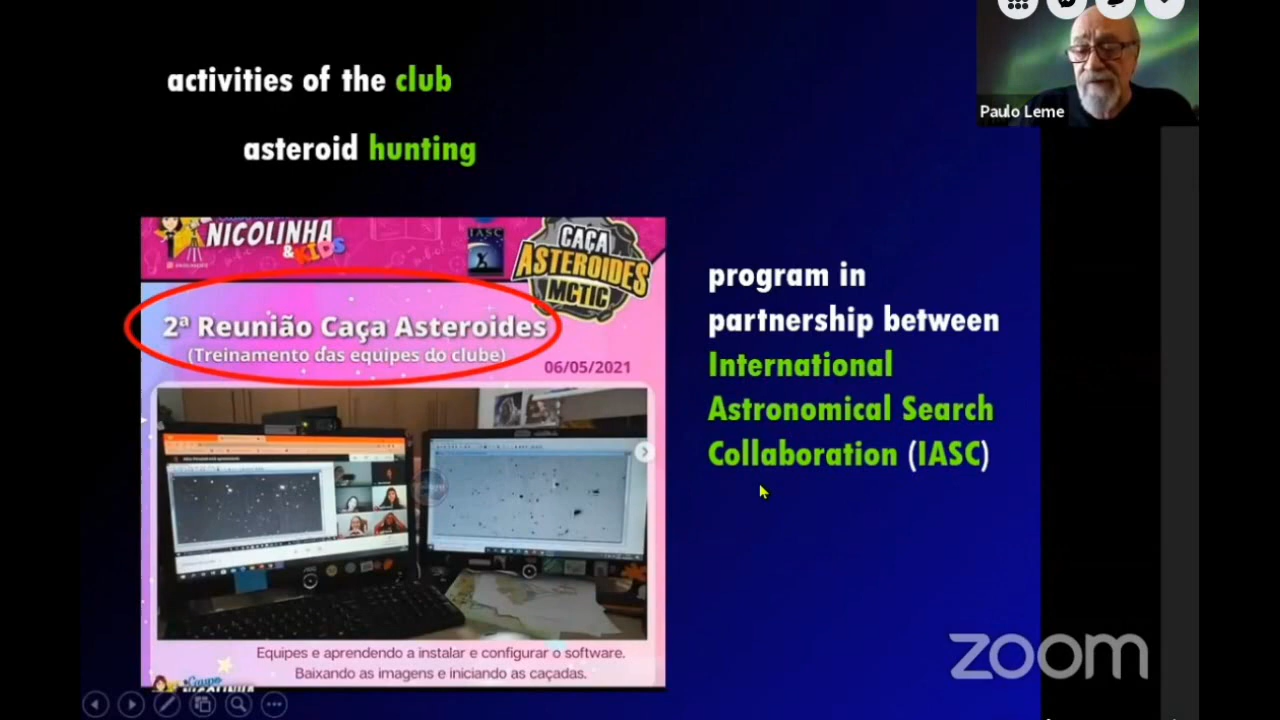 activities of the club
asteroid hunting
Paulo Leme
NICOLINHA
& KIDS
IASC
CAÇA
ASTEROIDES
MCTIC
2ª Reunião Caça Asteroides
(Treinamento das equipes do clube)
06/05/2021
program in
partnership between
International
Astronomical Search
Collaboration (IASC)
Equipes e aprendendo a instalar e configurar o software.
Baixando as imagens e iniciando as caçadas.
Grupo
NICOLINHA
zoom